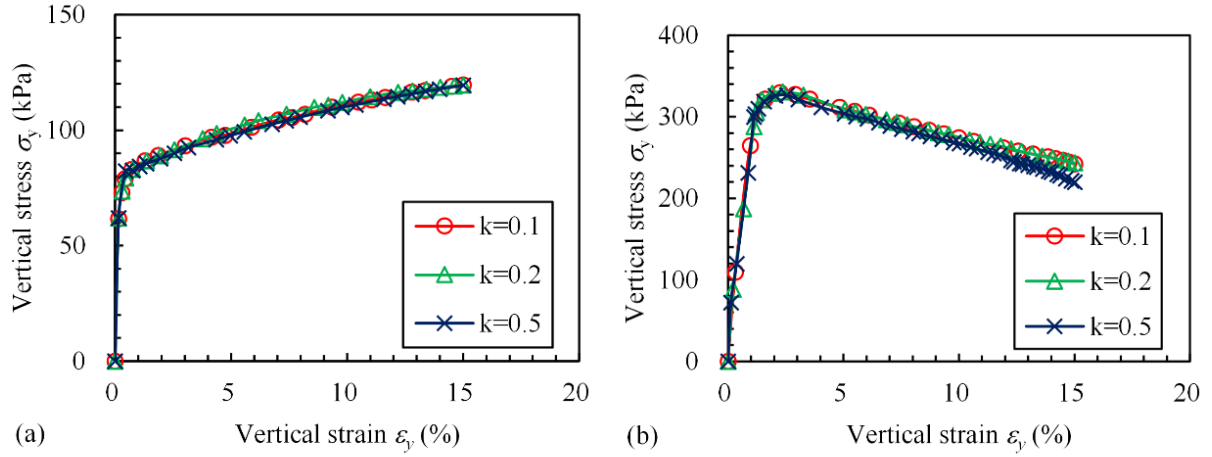 150
100
50
0
Vertical stress σy (kPa)
k=0.1
k=0.2
k=0.5
0 5 10 15 20
Vertical strain εy (%)
(a)
400
300
200
100
0
Vertical stress σy (kPa)
k=0.1
k=0.2
k=0.5
0 5 10 15 20
Vertical strain εy (%)
(b)